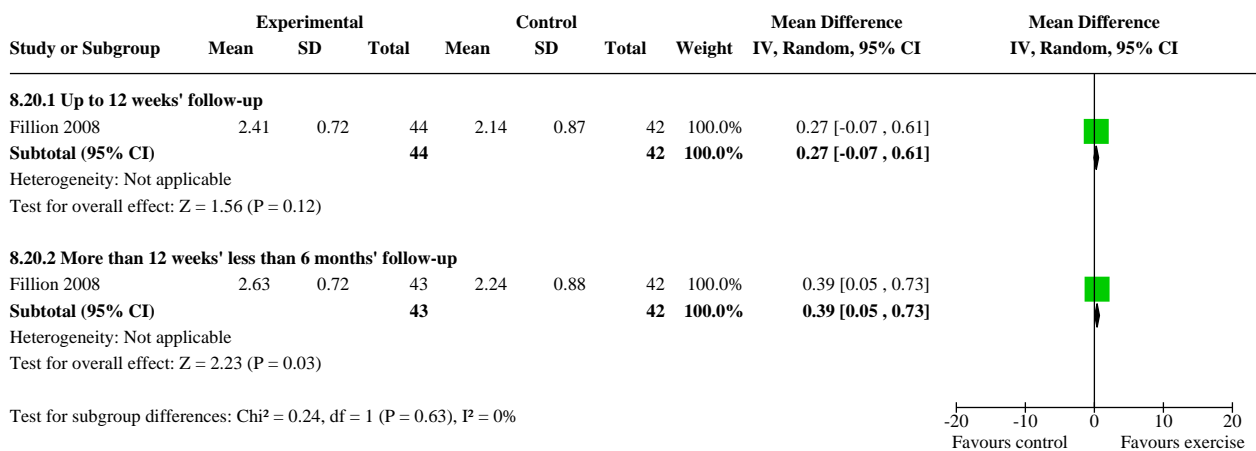 Experimental Control Mean Difference Mean Difference
Study or Subgroup Mean SD Total Mean SD Total Weight IV, Random, 95% CI IV, Random, 95% CI
8.20.1 Up to 12 weeks' follow-up
Fillion 2008 2.41 0.72 44 2.14 0.87 42 100.0% 0.27 [-0.07 , 0.61]
Subtotal (95% CI) 44 42 100.0% 0.27 [-0.07 , 0.61]
Heterogeneity: Not applicable
Test for overall effect: Z = 1.56 (P = 0.12)
8.20.2 More than 12 weeks' less than 6 months' follow-up
Fillion 2008 2.63 0.72 43 2.24 0.88 42 100.0% 0.39 [0.05 , 0.73]
Subtotal (95% CI) 43 42 100.0% 0.39 [0.05 , 0.73]
Heterogeneity: Not applicable
Test for overall effect: Z = 2.23 (P = 0.03)
Test for subgroup differences: Chi² = 0.24, df = 1 (P = 0.63), I² = 0%
-20 -10 0 10 20
Favours control Favours exercise